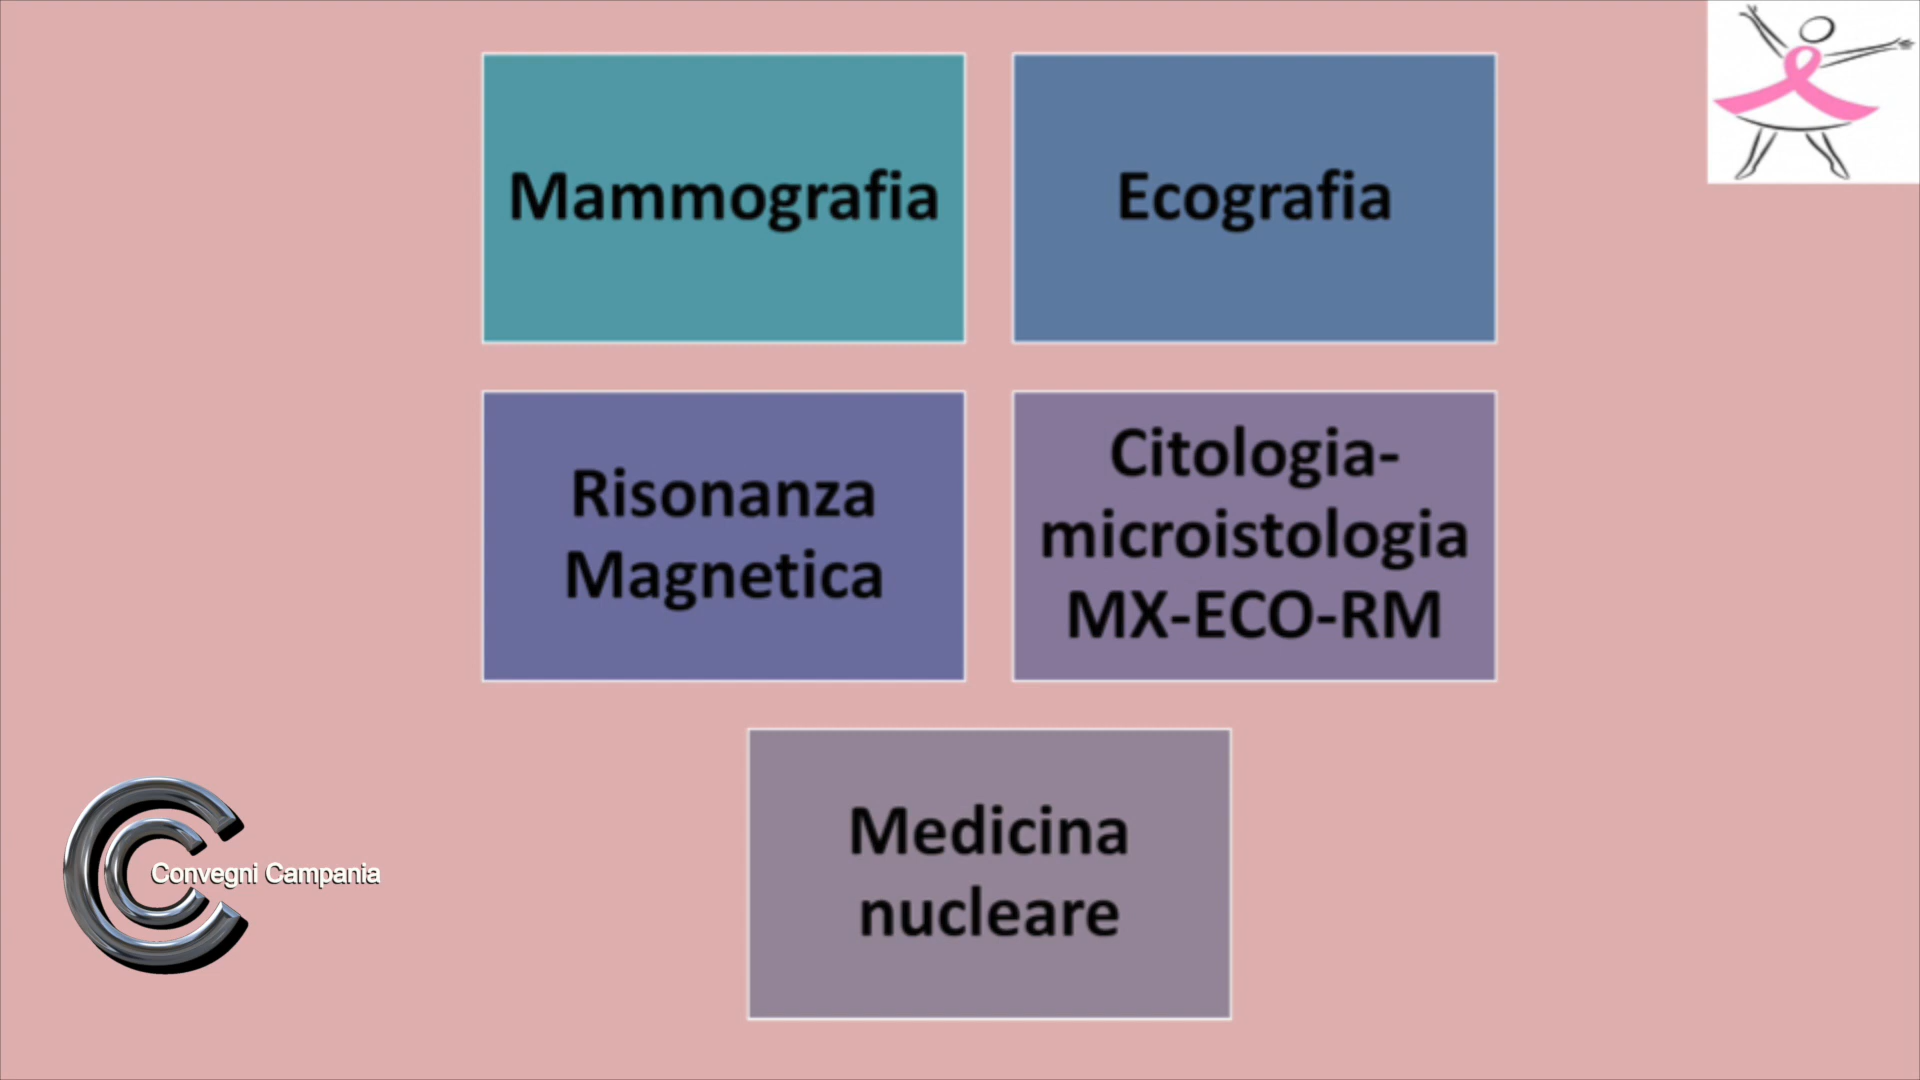 Mammografia
Ecografia
Risonanza
Magnetica
Citologia-
microistologia
MX-ECO-RM
Medicina
nucleare
Convegni Campania